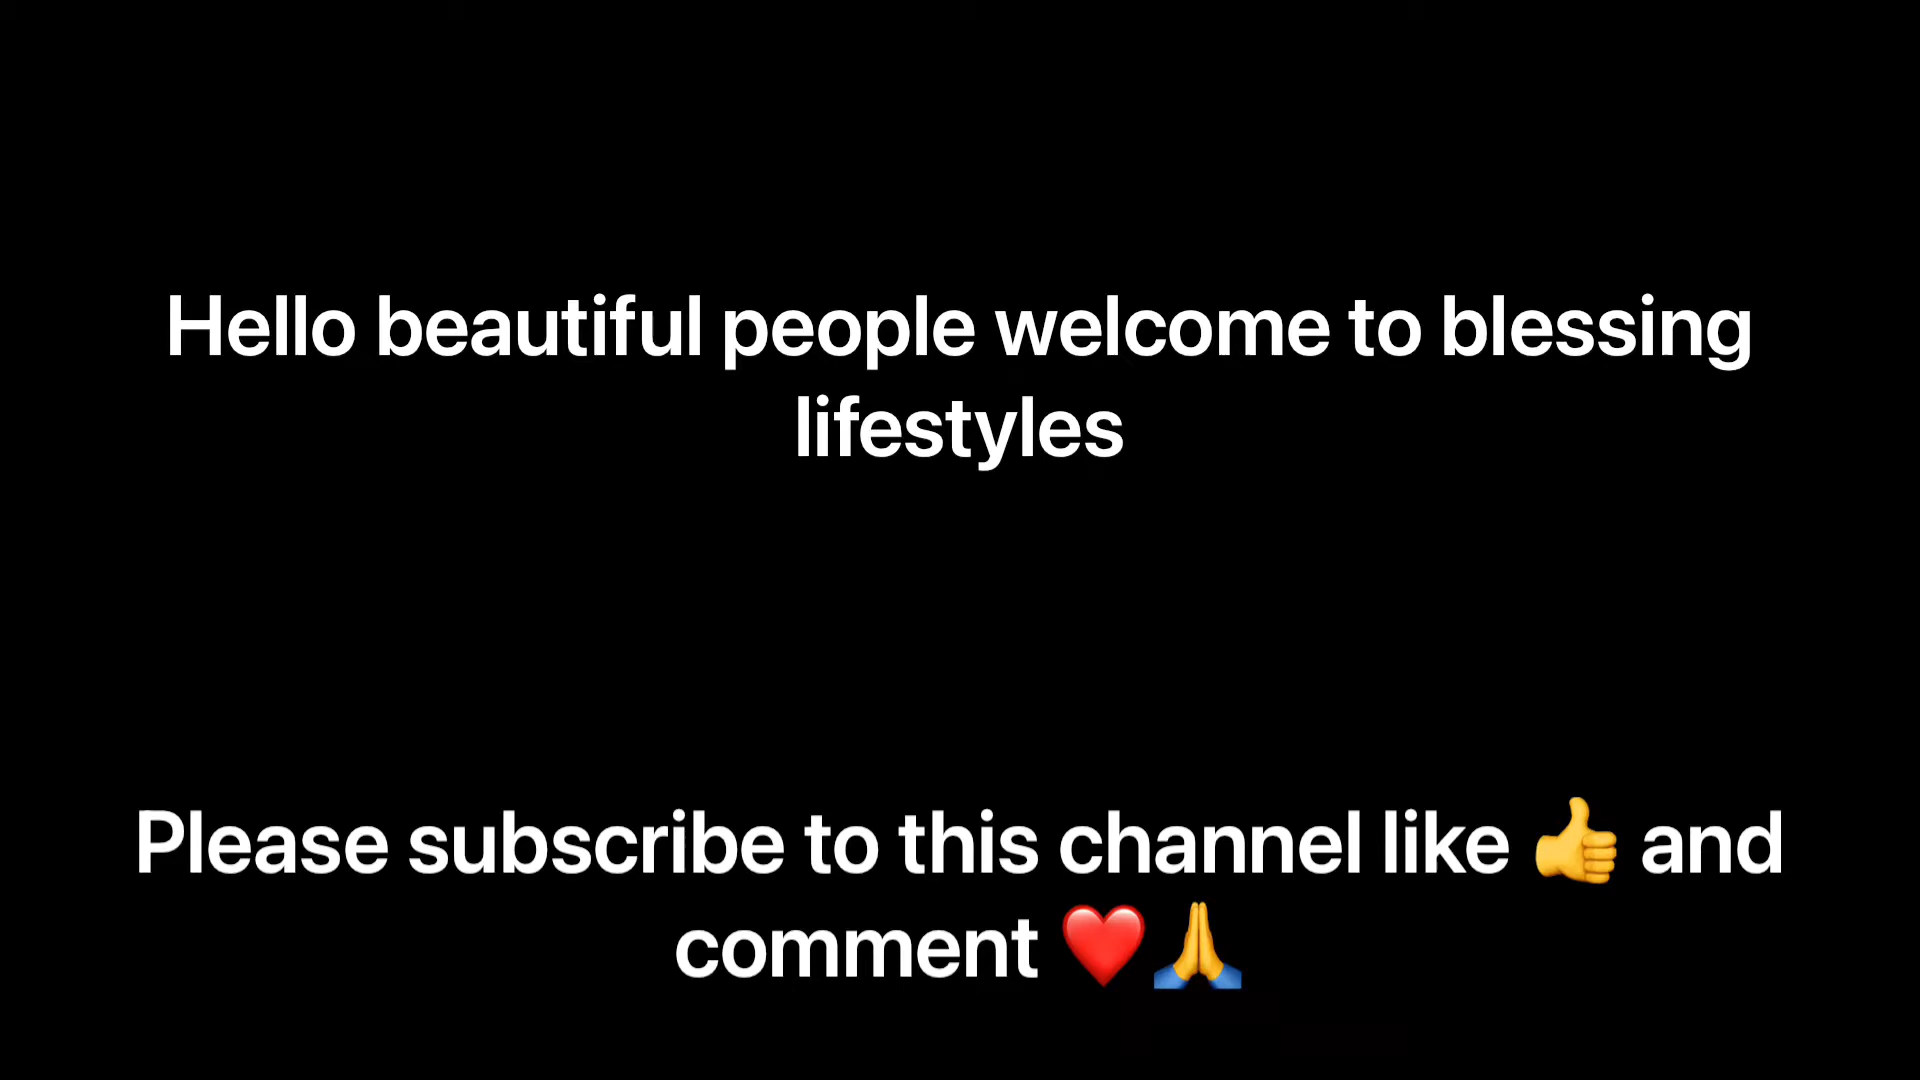 Hello beautiful people welcome to blessing
lifestyles
Please subscribe to this channel like 👍 and
comment ❤️🙏